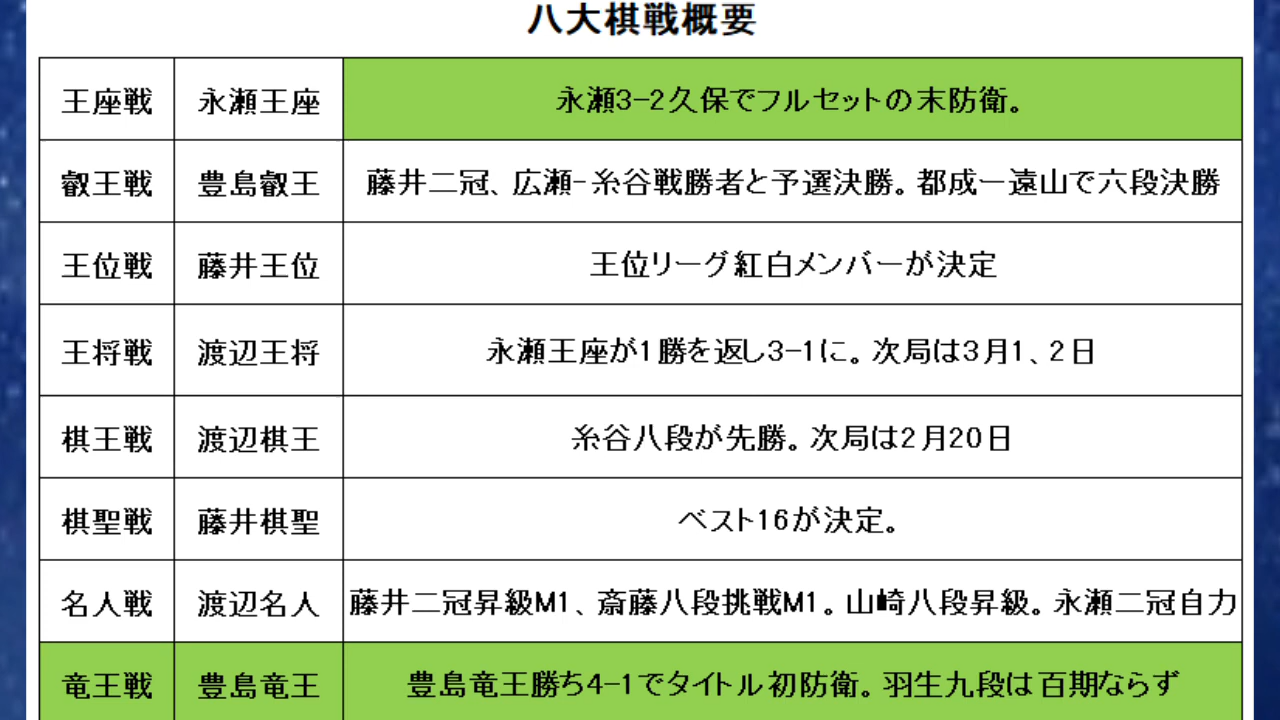 八大棋戦概要
王座戦 永瀬王座 永瀬3-2久保でフルセットの末防衛。
叡王戦 豊島叡王 藤井二冠、広瀬-糸谷戦勝者と予選決勝。都成ー遠山で六段決勝
王位戦 藤井王位 王位リーグ紅白メンバーが決定
王将戦 渡辺王将 永瀬王座が1勝を返し3-1に。次局は3月1、2日
棋王戦 渡辺棋王 糸谷八段が先勝。次局は2月20日
棋聖戦 藤井棋聖 ベスト16が決定。
名人戦 渡辺名人 藤井二冠昇級M1、斎藤八段挑戦M1。山崎八段昇級。永瀬二冠自力
竜王戦 豊島竜王 豊島竜王勝ち4-1でタイトル初防衛。羽生九段は百期ならず